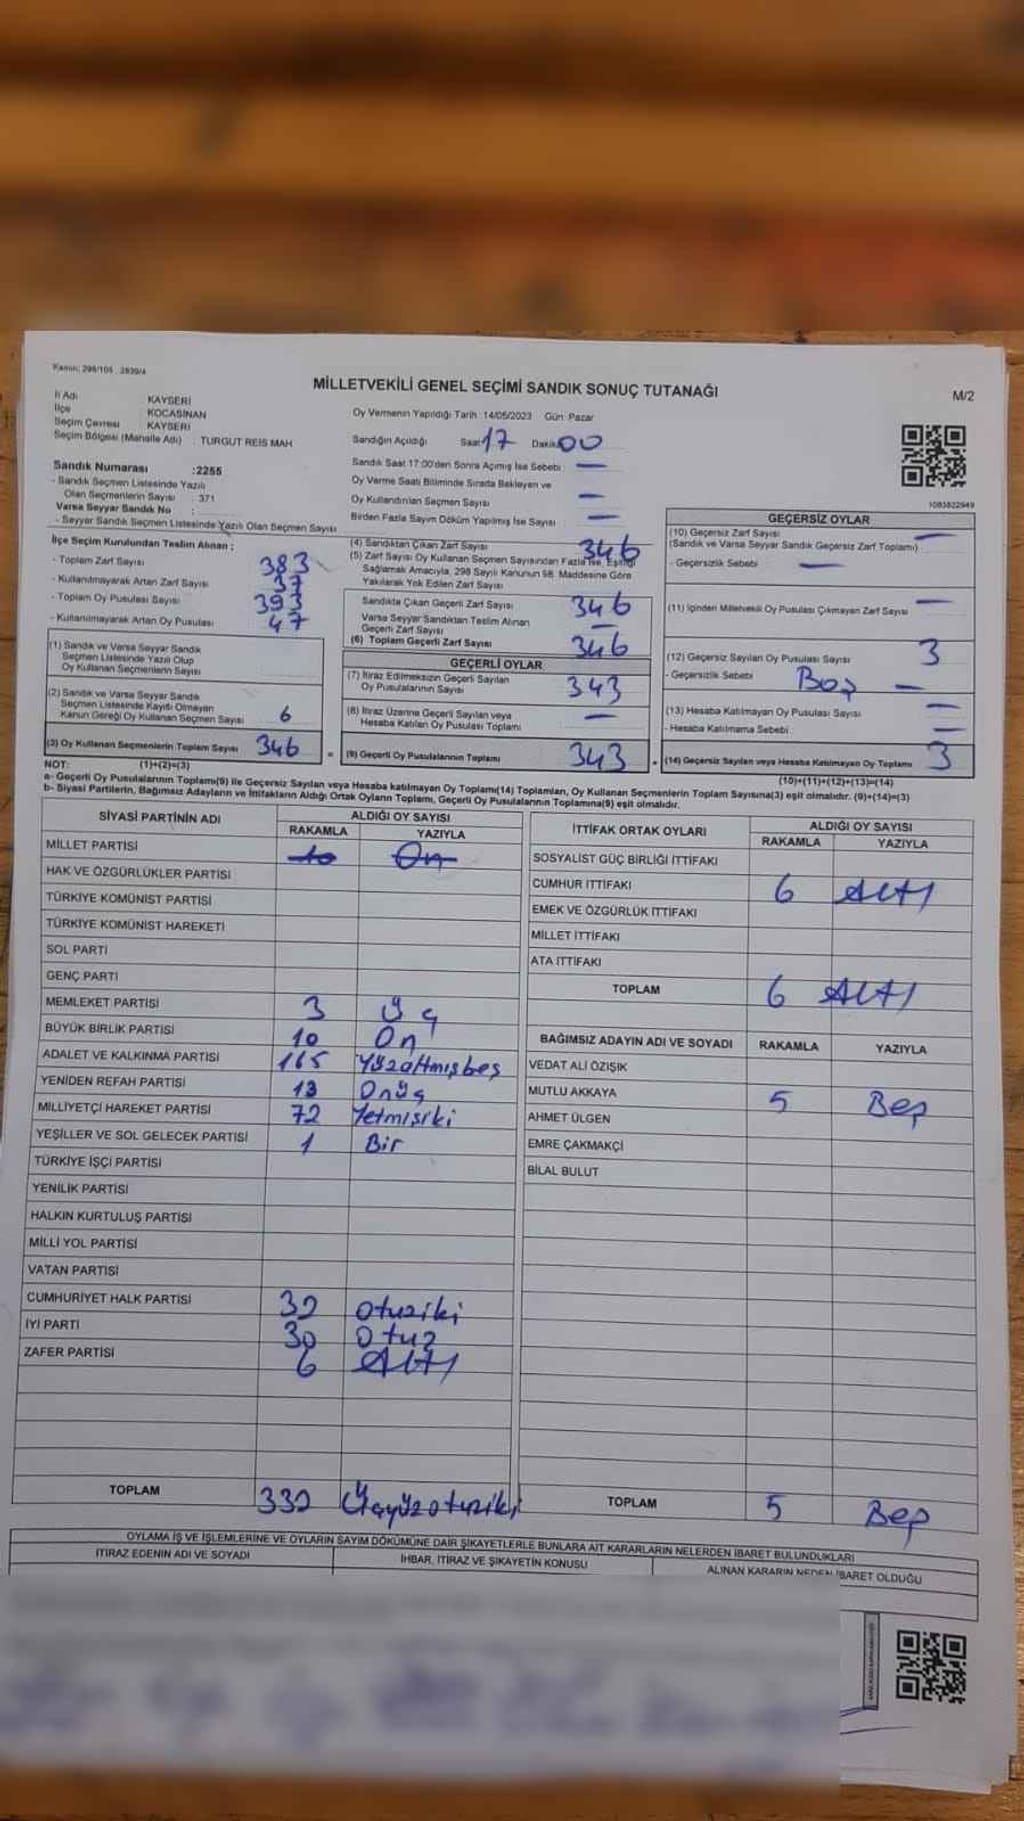 Kanun: 298/105 , 2839/4
MİLLETVEKİLİ GENEL SEÇİMİ SANDIK SONUÇ TUTANAĞI
M/2
İl Adı KAYSERİ
İlçe KOCASİNAN
Seçim Çevresi KAYSERİ
Seçim Bölgesi (Mahalle Adı) : TURGUT REİS MAH
Oy Vermenin Yapıldığı Tarih :14/05/2023 Gün: Pazar
Sandığın Açıldığı Saat 17 Dakika 00
Sandık Saat 17:00'den Sonra Açmış İse Sebebi —
Oy Verme Saati Bitiminde Sırada Bekleyen ve
Oy Kullandırılan Seçmen Sayısı —
Birden Fazla Sayım Döküm Yapılmış İse Sayısı —
Sandık Numarası :2255
- Sandık Seçmen Listesinde Yazılı
Olan Seçmenlerin Sayısı : 371
Varsa Seyyar Sandık No :
- Seyyar Sandık Seçmen Listesinde Yazılı Olan Seçmen Sayısı
İlçe Seçim Kurulundan Teslim Alınan ;
- Toplam Zarf Sayısı 383
- Kullanılmayarak Artan Zarf Sayısı 37
- Toplam Oy Pusulası Sayısı 393
- Kullanılmayarak Artan Oy Pusulası 47
(1) Sandık ve Varsa Seyyar Sandık
Seçmen Listesinde Yazılı Olup
Oy Kullanan Seçmenlerin Sayısı
(2) Sandık ve Varsa Seyyar Sandık
Seçmen Listesinde Kayıtlı Olmayan
Kanun Gereği Oy Kullanan Seçmen Sayısı 6
(3) Oy Kullanan Seçmenlerin Toplam Sayısı 346
(4) Sandıktan Çıkan Zarf Sayısı 346
(5) Zarf Sayısı Oy Kullanan Seçmen Sayısından Fazla İse, Eşitliği
Sağlamak Amacıyla, 298 Sayılı Kanunun 98. Maddesine Göre
Yakılarak Yok Edilen Zarf Sayısı
Sandıkta Çıkan Geçerli Zarf Sayısı 346
Varsa Seyyar Sandıktan Teslim Alınan
Geçerli Zarf Sayısı —
(6) Toplam Geçerli Zarf Sayısı 346
GEÇERLİ OYLAR
(7) İtiraz Edilmeksizin Geçerli Sayılan
Oy Pusulalarının Sayısı 343
(8) İtiraz Üzerine Geçerli Sayılan veya
Hesaba Katılan Oy Pusulası Toplamı —
(9) Geçerli Oy Pusulalarının Toplamı 343
1083822949
GEÇERSİZ OYLAR
(10) Geçersiz Zarf Sayısı —
(Sandık ve Varsa Seyyar Sandık Geçersiz Zarf Toplamı)
- Geçersizlik Sebebi —
(11) İçinden Milletvekili Oy Pusulası Çıkmayan Zarf Sayısı —
(12) Geçersiz Sayılan Oy Pusulası Sayısı 3
- Geçersizlik Sebebi Boş —
(13) Hesaba Katılmayan Oy Pusulası Sayısı —
- Hesaba Katılmama Sebebi —
(14) Geçersiz Sayılan veya Hesaba Katılmayan Oy Toplamı 3
NOT: (1)+(2)=(3) (10)+(11)+(12)+(13)=(14)
a- Geçerli Oy Pusulalarının Toplamı(9) ile Geçersiz Sayılan veya Hesaba katılmayan Oy Toplamı(14) Toplamları, Oy Kullanan Seçmenlerin Toplam Sayısına(3) eşit olmalıdır. (9)+(14)=(3)
b- Siyasi Partilerin, Bağımsız Adayların ve İttifakların Aldığı Ortak Oyların Toplamı, Geçerli Oy Pusulalarının Toplamına(9) eşit olmalıdır.
SİYASİ PARTİNİN ADI ALDIĞI OY SAYISI
RAKAMLA YAZIYLA
MİLLET PARTİSİ 10 On
HAK VE ÖZGÜRLÜKLER PARTİSİ
TÜRKİYE KOMÜNİST PARTİSİ
TÜRKİYE KOMÜNİST HAREKETİ
SOL PARTİ
GENÇ PARTİ
MEMLEKET PARTİSİ 3 Üç
BÜYÜK BİRLİK PARTİSİ 10 On
ADALET VE KALKINMA PARTİSİ 165 Yüzaltmışbeş
YENİDEN REFAH PARTİSİ 13 Onüç
MİLLİYETÇİ HAREKET PARTİSİ 72 Yetmişiki
YEŞİLLER VE SOL GELECEK PARTİSİ 1 Bir
TÜRKİYE İŞÇİ PARTİSİ
YENİLİK PARTİSİ
HALKIN KURTULUŞ PARTİSİ
MİLLİ YOL PARTİSİ
VATAN PARTİSİ
CUMHURİYET HALK PARTİSİ 32 otuziki
İYİ PARTİ 30 Otuz
ZAFER PARTİSİ 6 Altı
TOPLAM 332 Üçyüzotuziki
İTTİFAK ORTAK OYLARI ALDIĞI OY SAYISI
RAKAMLA YAZIYLA
SOSYALİST GÜÇ BİRLİĞİ İTTİFAKI
CUMHUR İTTİFAKI 6 Altı
EMEK VE ÖZGÜRLÜK İTTİFAKI
MİLLET İTTİFAKI
ATA İTTİFAKI
TOPLAM 6 Altı
BAĞIMSIZ ADAYIN ADI VE SOYADI RAKAMLA YAZIYLA
VEDAT ALİ ÖZIŞIK
MUTLU AKKAYA 5 Beş
AHMET ÜLGEN
EMRE ÇAKMAKÇİ
BİLAL BULUT
TOPLAM 5 Beş
OYLAMA İŞ VE İŞLEMLERİNE VE OYLARIN SAYIM DÖKÜMÜNE DAİR ŞİKAYETLERLE BUNLARA AİT KARARLARIN NELERDEN İBARET BULUNDUKLARI
İTİRAZ EDENİN ADI VE SOYADI İHBAR, İTİRAZ VE ŞİKAYETİN KONUSU ALINAN KARARIN NEDEN İBARET OLDUĞU